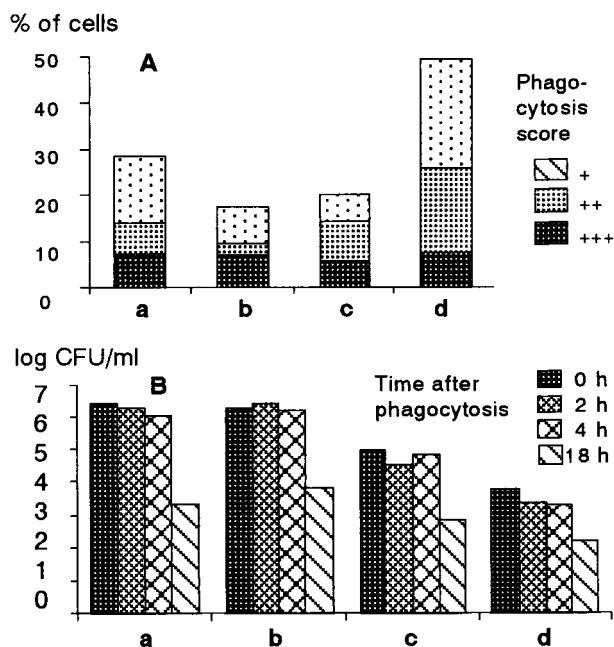 % of cells
A
50
40
30
20
10
0
a b c d
Phago-
cytosis
score
+
++
+++
log CFU/ml
B
7
6
5
4
3
2
1
0
a b c d
Time after
phagocytosis
0 h
2 h
4 h
18 h